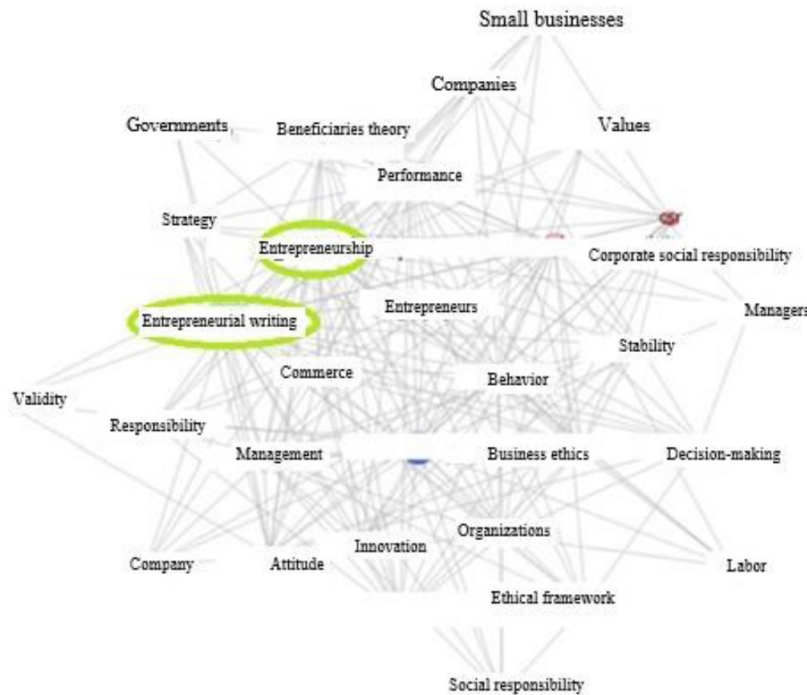 Small businesses
Companies
Governments
Beneficiaries theory
Values
Performance
Strategy
csr
Entrepreneurship
Corporate social responsibility
Entrepreneurs
Managers
Entrepreneurial writing
Stability
Commerce
Behavior
Validity
Responsibility
Management
Business ethics
Decision-making
Organizations
Innovation
Company
Attitude
Labor
Ethical framework
Social responsibility